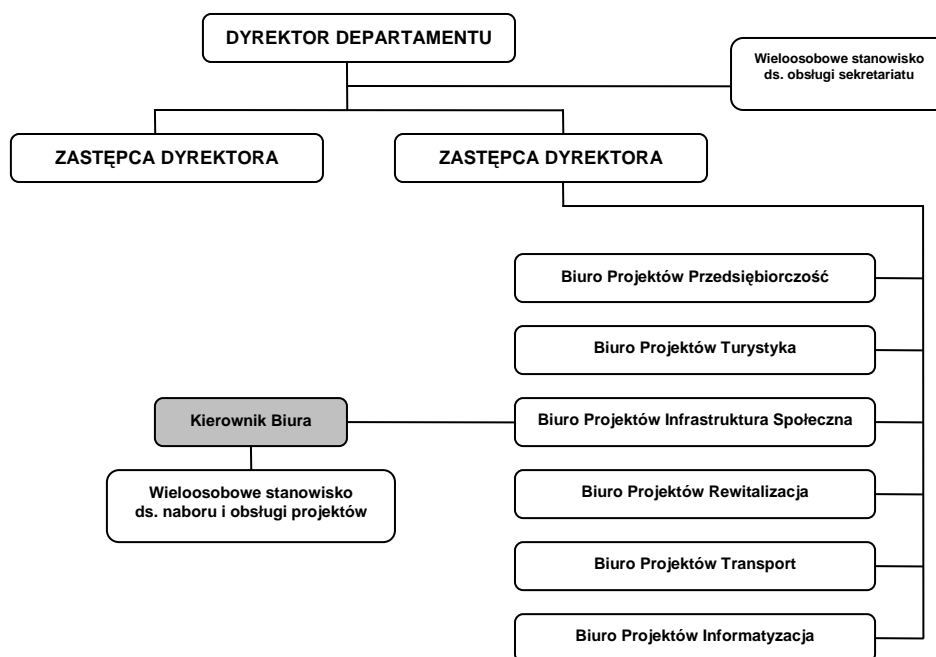 DYREKTOR DEPARTAMENTU
Wieloosobowe stanowisko
ds. obsługi sekretariatu
ZASTĘPCA DYREKTORA
ZASTĘPCA DYREKTORA
Biuro Projektów Przedsiębiorczość
Biuro Projektów Turystyka
Kierownik Biura
Biuro Projektów Infrastruktura Społeczna
Wieloosobowe stanowisko
ds. naboru i obsługi projektów
Biuro Projektów Rewitalizacja
Biuro Projektów Transport
Biuro Projektów Informatyzacja